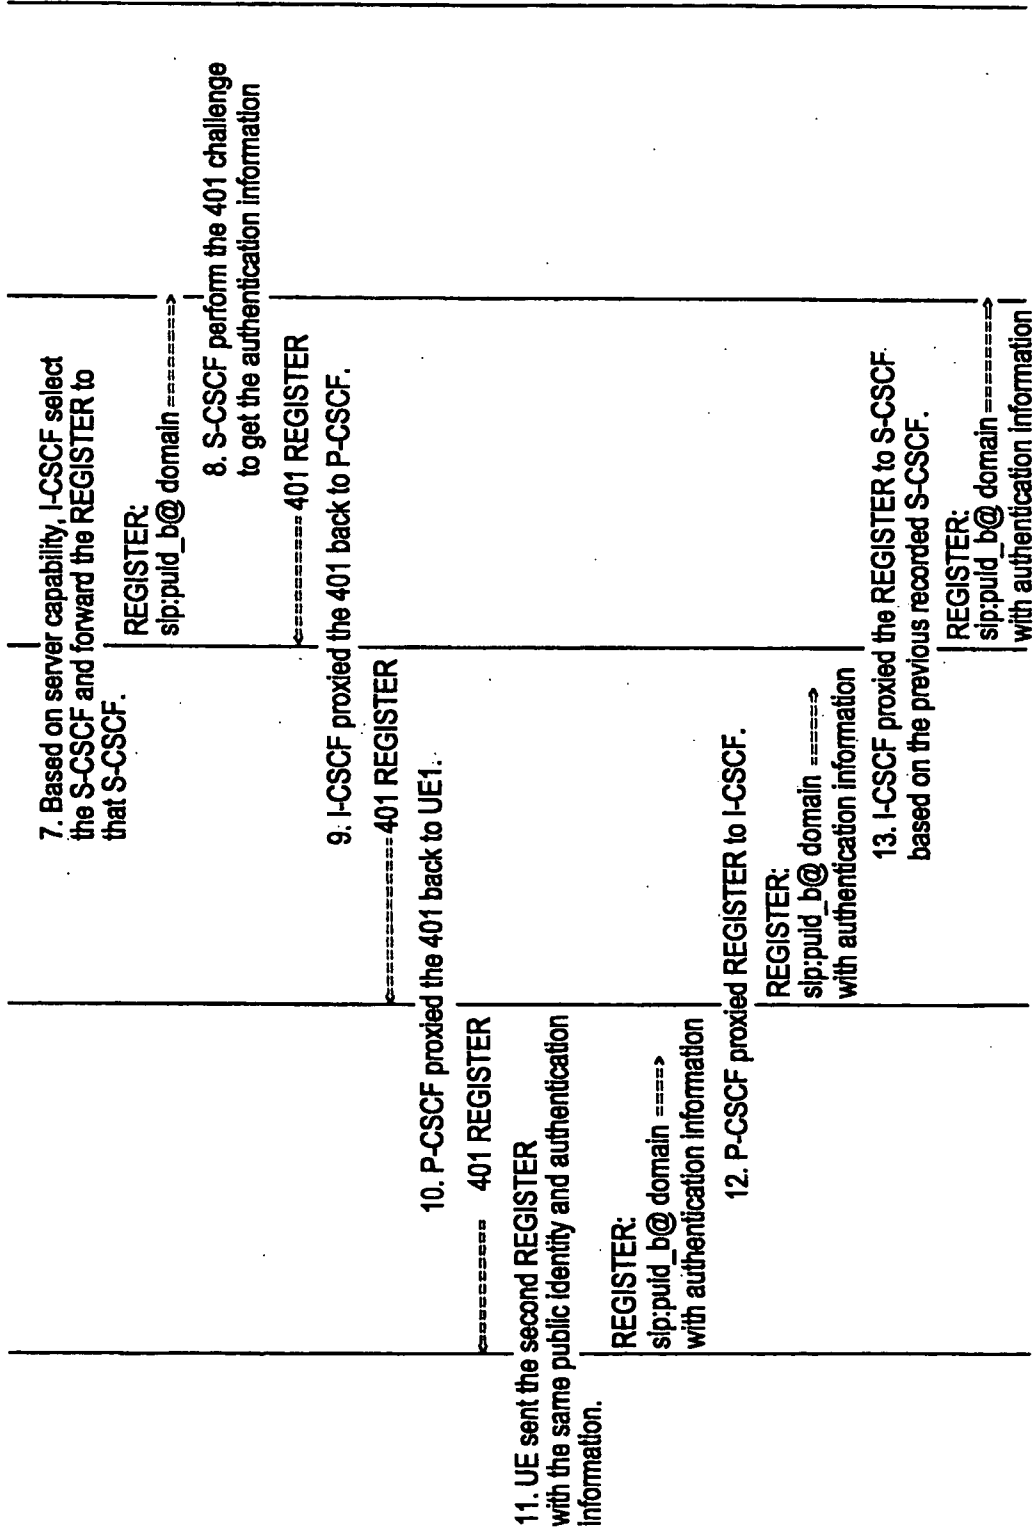 7. Based on server capability, I-CSCF select
the S-CSCF and forward the REGISTER to
that S-CSCF.
REGISTER:
sip:puid_b@ domain =========>
8. S-CSCF perform the 401 challenge
to get the authentication information
<========== 401 REGISTER
9. I-CSCF proxied the 401 back to P-CSCF.
<============ 401 REGISTER
10. P-CSCF proxied the 401 back to UE1.
<========= 401 REGISTER
11. UE sent the second REGISTER
with the same public identity and authentication
information.
REGISTER:
sip:puid_b@ domain ====>
with authentication information
12. P-CSCF proxied REGISTER to I-CSCF.
REGISTER:
sip:puid_b@ domain ======>
with authentication information
13. I-CSCF proxied the REGISTER to S-CSCF
based on the previous recorded S-CSCF.
REGISTER:
sip:puid_b@ domain ========>
with authentication information